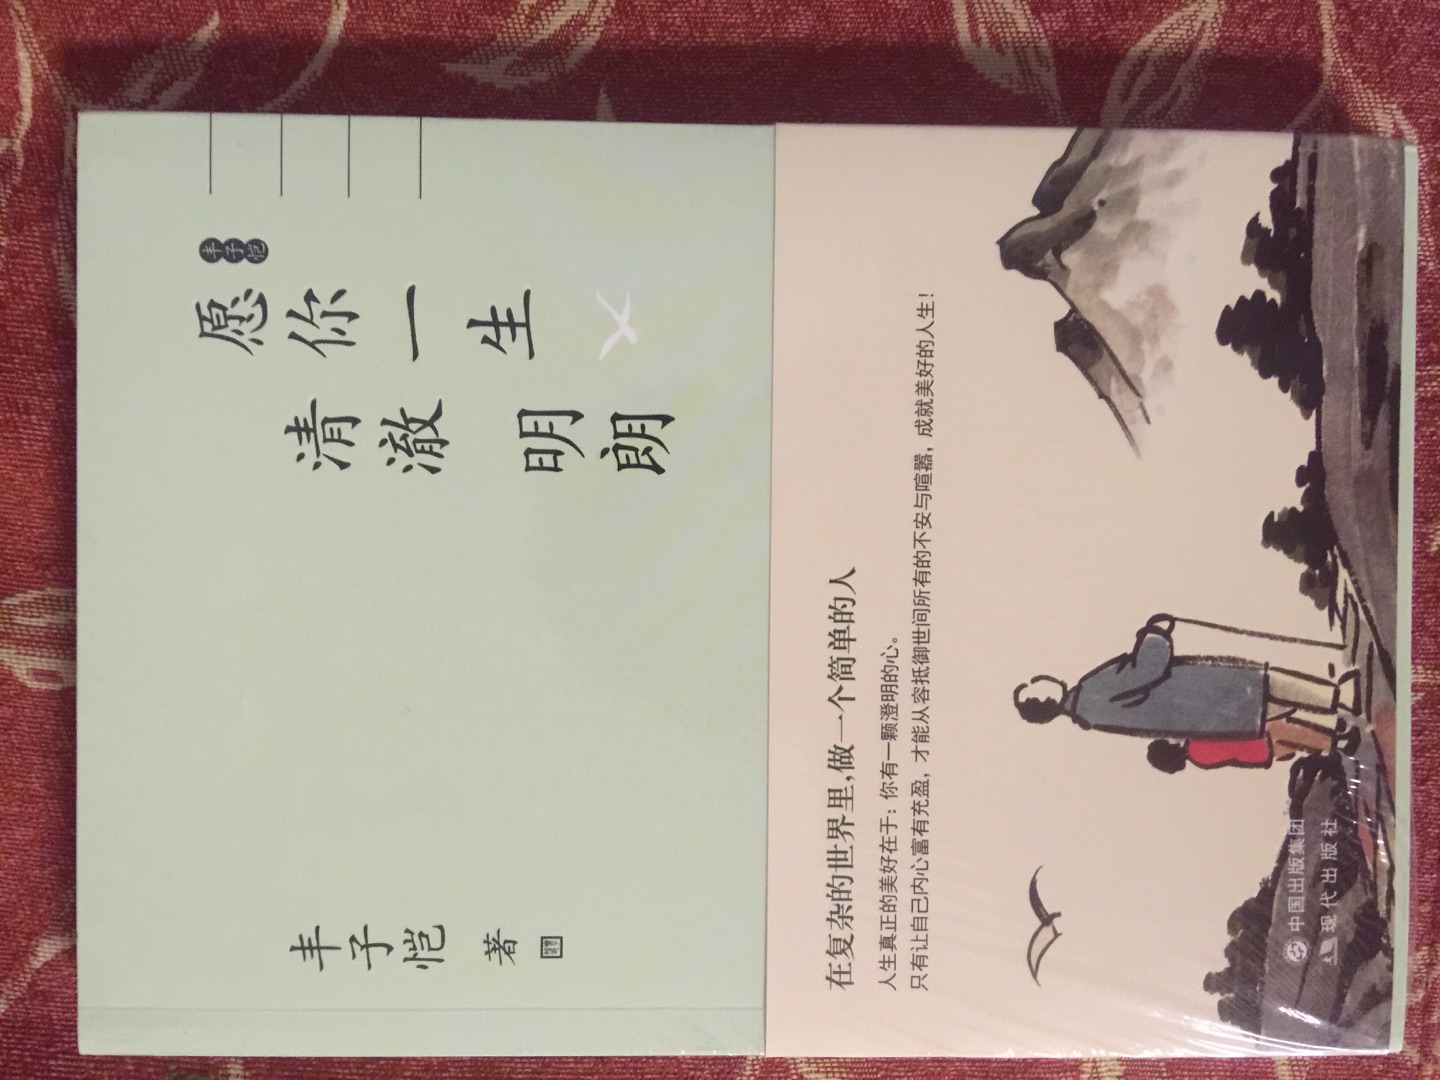 丰子恺
愿你一生
清澈明朗
丰子恺 著
在复杂的世界里,做一个简单的人
人生真正的美好在于：你有一颗澄明的心。
只有让自己内心富有充盈，才能从容抵御世间所有的不安与喧嚣，成就美好的人生！
中国出版集团
现代出版社